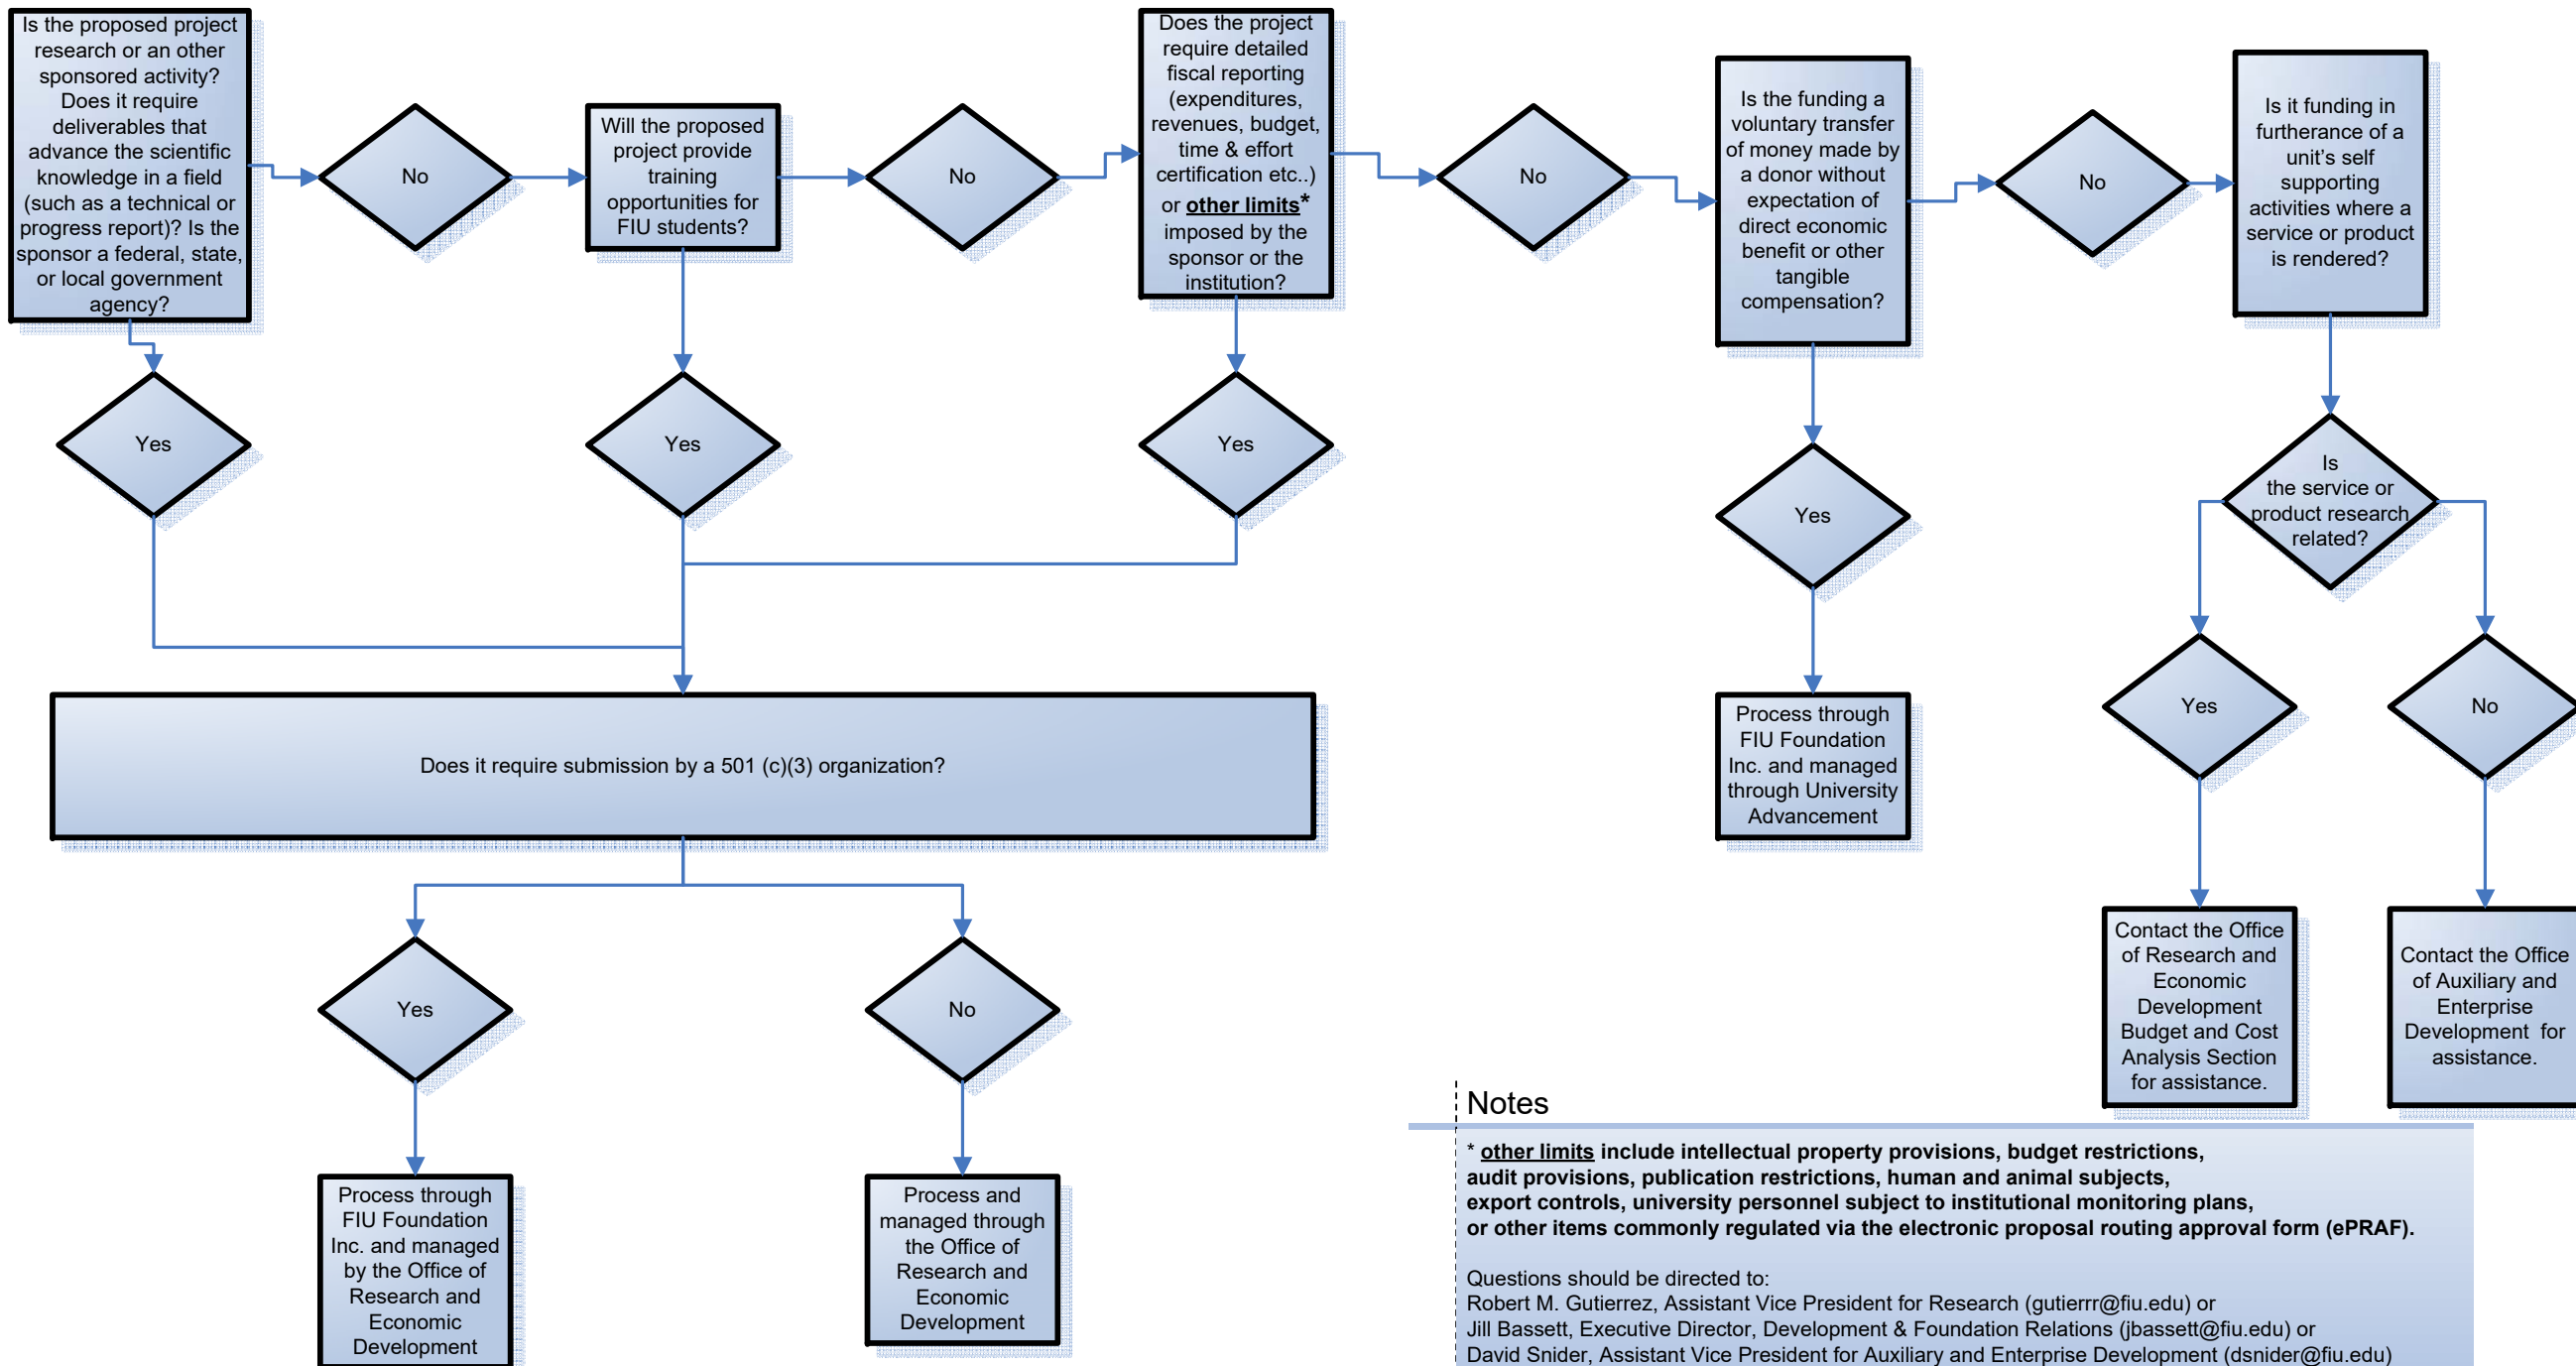 Is the proposed project
research or an other
sponsored activity?
Does it require
deliverables that
advance the scientific
knowledge in a field
(such as a technical or
progress report)? Is the
sponsor a federal, state,
or local government
agency?
No
Will the proposed
project provide
training
opportunities for
FIU students?
No
Does the project
require detailed
fiscal reporting
(expenditures,
revenues, budget,
time & effort
certification etc..)
or other limits*
imposed by the
sponsor or the
institution?
No
Is the funding a
voluntary transfer
of money made by
a donor without
expectation of
direct economic
benefit or other
tangible
compensation?
No
Is it funding in
furtherance of a
unit's self
supporting
activities where a
service or product
is rendered?
Yes
Yes
Yes
Yes
Is
the service or
product research
related?
Yes
No
Does it require submission by a 501 (c)(3) organization?
Process through
FIU Foundation
Inc. and managed
through University
Advancement
Yes
No
Contact the Office
of Research and
Economic
Development
Budget and Cost
Analysis Section
for assistance.
Contact the Office
of Auxiliary and
Enterprise
Development for
assistance.
Process through
FIU Foundation
Inc. and managed
by the Office of
Research and
Economic
Development
Process and
managed through
the Office of
Research and
Economic
Development
Notes
* other limits include intellectual property provisions, budget restrictions,
audit provisions, publication restrictions, human and animal subjects,
export controls, university personnel subject to institutional monitoring plans,
or other items commonly regulated via the electronic proposal routing approval form (ePRAF).
Questions should be directed to:
Robert M. Gutierrez, Assistant Vice President for Research (gutierrr@fiu.edu) or
Jill Bassett, Executive Director, Development & Foundation Relations (jbassett@fiu.edu) or
David Snider, Assistant Vice President for Auxiliary and Enterprise Development (dsnider@fiu.edu)